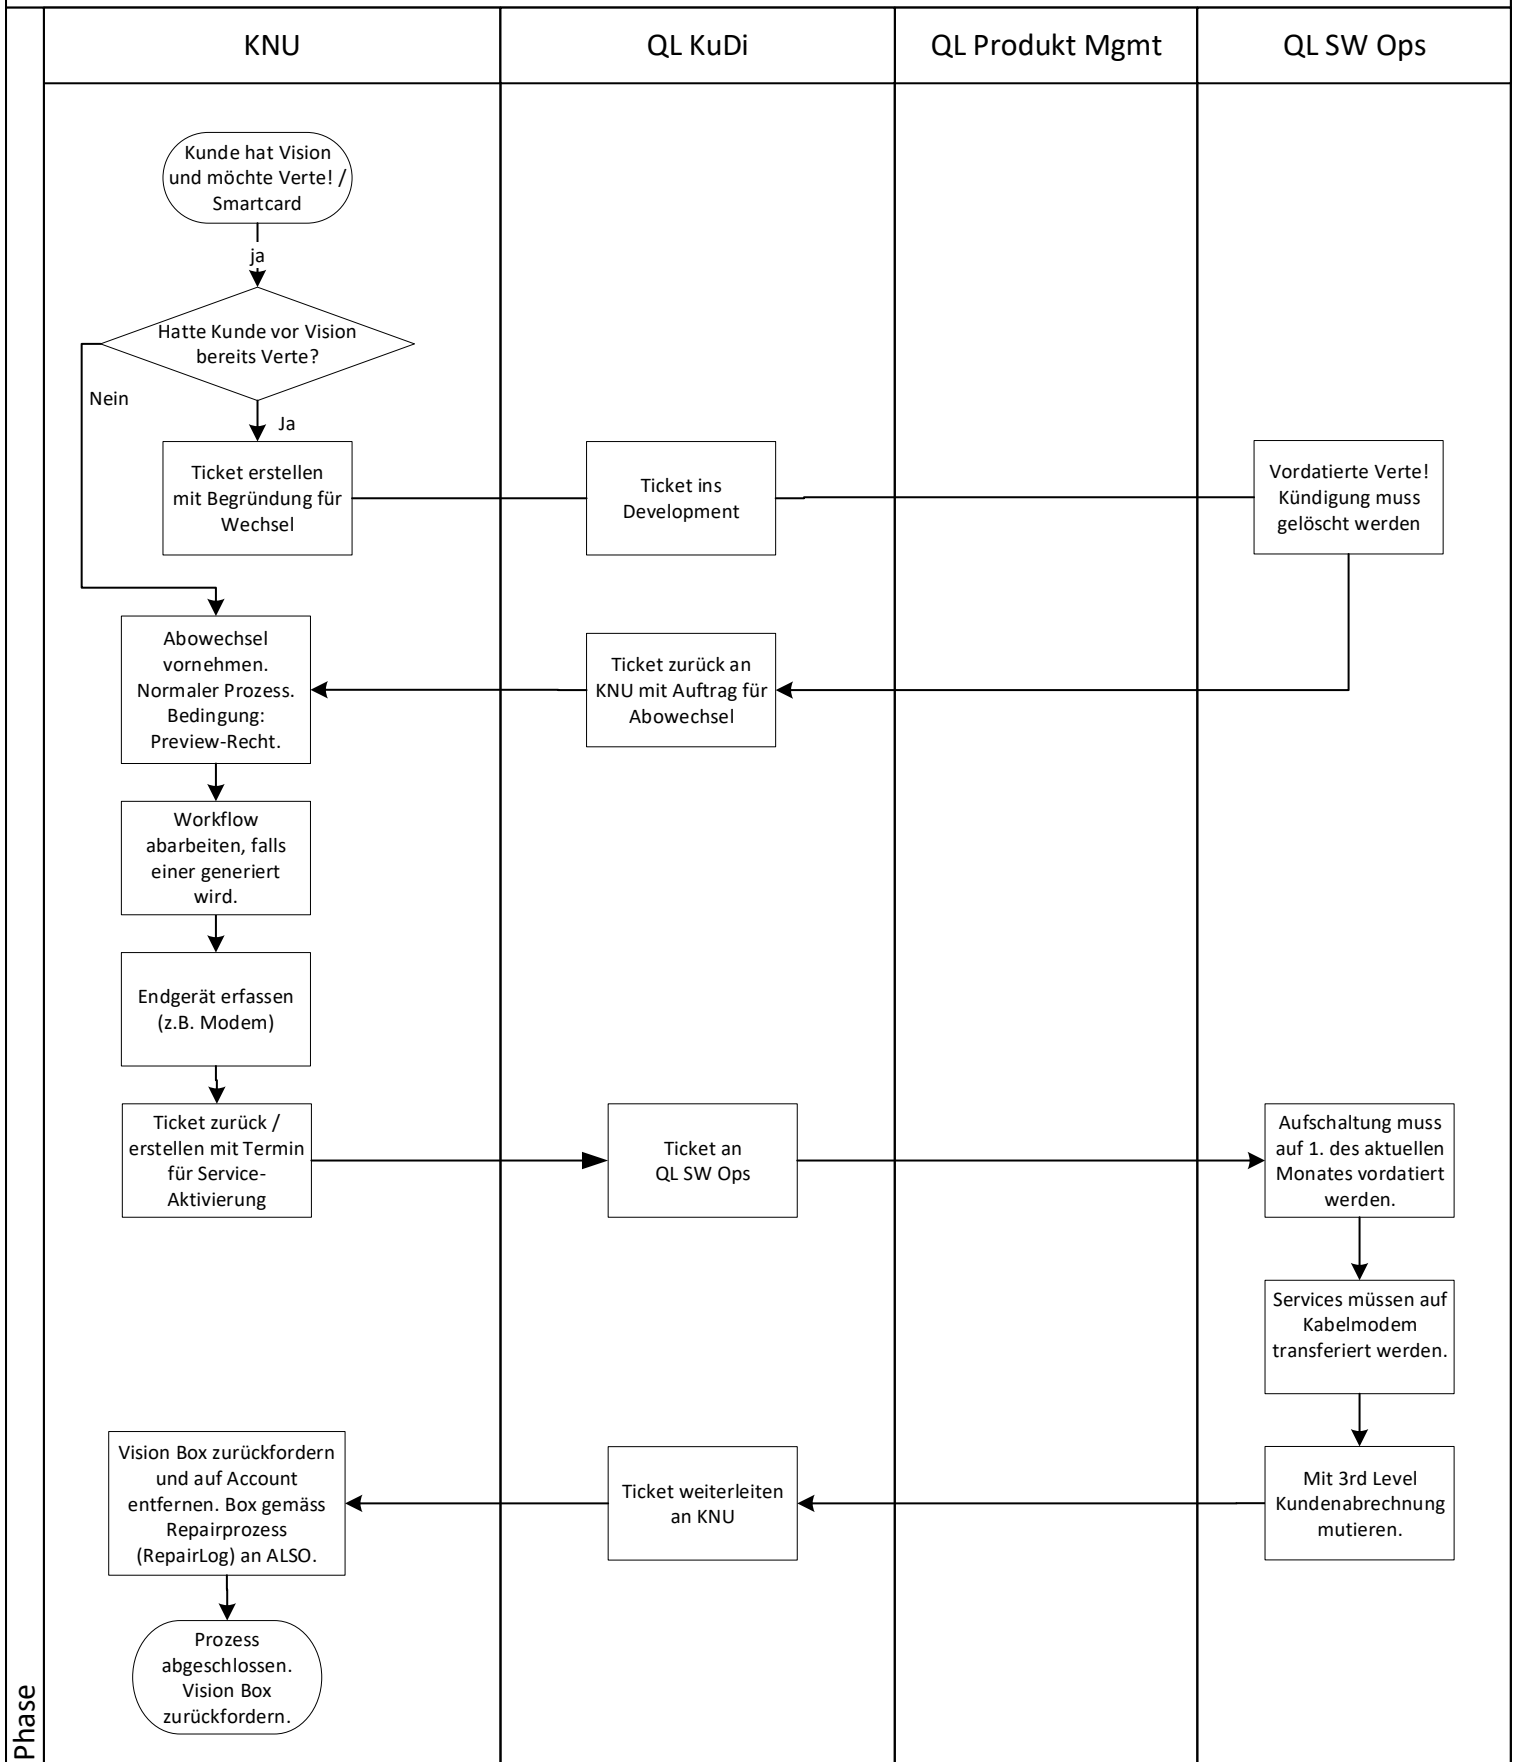 KNU
QL KuDi
QL Produkt Mgmt
QL SW Ops
Kunde hat Vision
und möchte Verte! /
Smartcard
ja
Hatte Kunde vor Vision
bereits Verte?
Nein
Ja
Ticket erstellen
mit Begründung für
Wechsel
Ticket ins
Development
Vordatierte Verte!
Kündigung muss
gelöscht werden
Abowechsel
vornehmen.
Normaler Prozess.
Bedingung:
Preview-Recht.
Ticket zurück an
KNU mit Auftrag für
Abowechsel
Workflow
abarbeiten, falls
einer generiert
wird.
Endgerät erfassen
(z.B. Modem)
Ticket zurück /
erstellen mit Termin
für Service-
Aktivierung
Ticket an
QL SW Ops
Aufschaltung muss
auf 1. des aktuellen
Monates vordatiert
werden.
Services müssen auf
Kabelmodem
transferiert werden.
Vision Box zurückfordern
und auf Account
entfernen. Box gemäss
Repairprozess
(RepairLog) an ALSO.
Ticket weiterleiten
an KNU
Mit 3rd Level
Kundenabrechnung
mutieren.
Prozess
abgeschlossen.
Vision Box
zurückfordern.
Phase